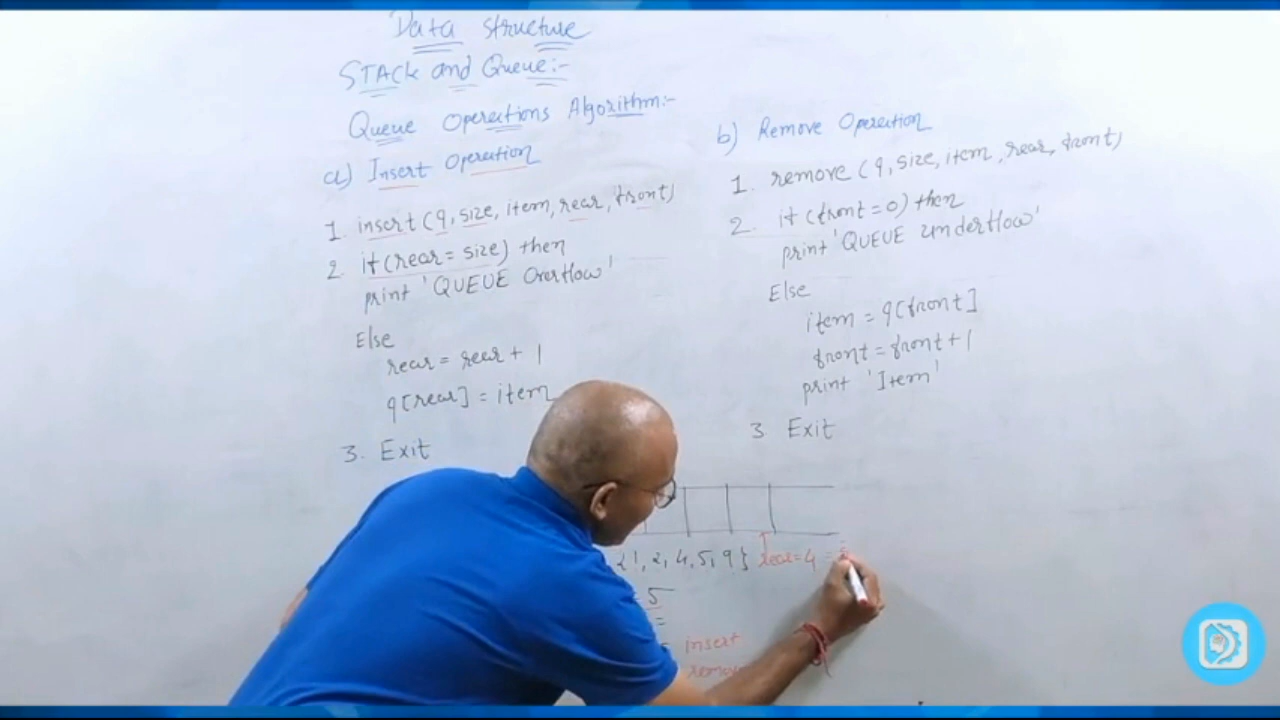 Data Structure
STACK and Queue:-
Queue Operations Algorithm:-
a) Insert Operation
1. insert (q, size, item, rear, front)
2. if (rear = size) then
print 'QUEUE Overflow'
Else
rear = rear + 1
q[rear] = item
3. Exit
b) Remove Operation
1. remove (q, size, item, rear, front)
2. if (front = 0) then
print 'QUEUE underflow'
Else
item = q[front]
front = front + 1
print 'Item'
3 Exit
{1, 2, 4, 5, 9} rear = 4 =
5
=
insert